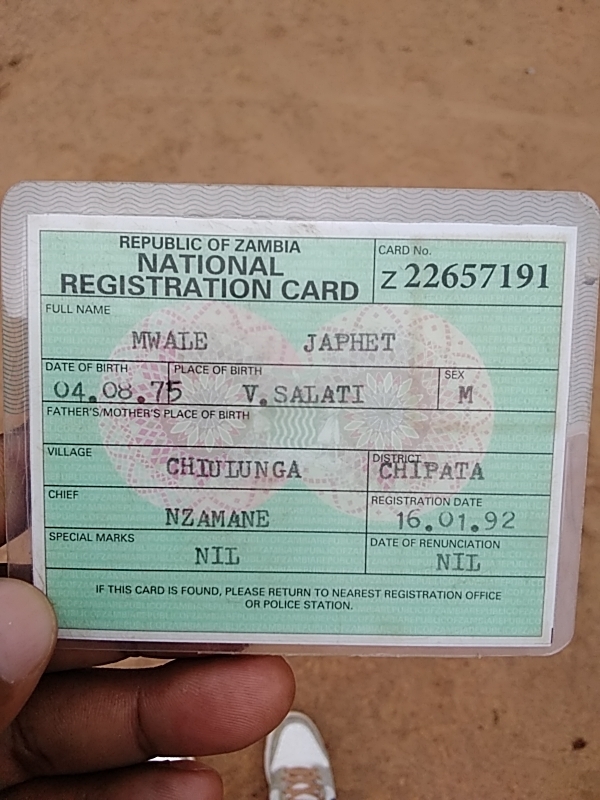 REPUBLIC OF ZAMBIA
NATIONAL
REGISTRATION CARD
CARD No.
Z 22657191
FULL NAME
MWALE JAPHET
DATE OF BIRTH PLACE OF BIRTH SEX
04.08.75 V.SALATI M
FATHER'S/MOTHER'S PLACE OF BIRTH
VILLAGE DISTRICT
CHIULUNGA CHIPATA
CHIEF REGISTRATION DATE
NZAMANE 16.01.92
SPECIAL MARKS DATE OF RENUNCIATION
NIL NIL
IF THIS CARD IS FOUND, PLEASE RETURN TO NEAREST REGISTRATION OFFICE
OR POLICE STATION.